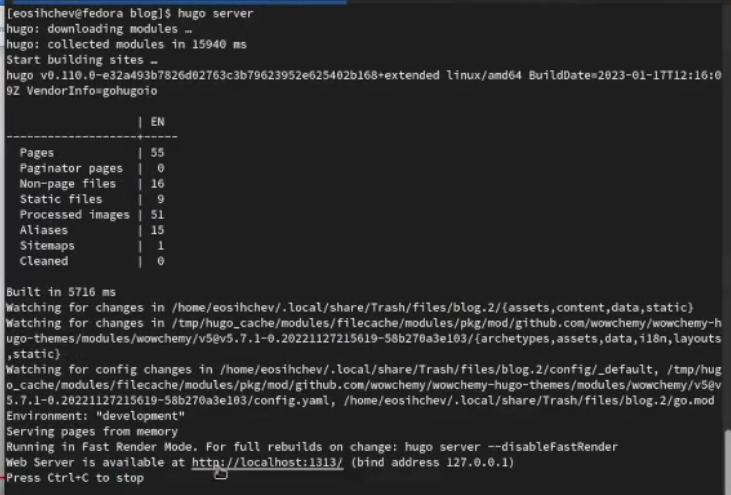 [eosihchev@fedora blog]$ hugo server
hugo: downloading modules …
hugo: collected modules in 15940 ms
Start building sites …
hugo v0.110.0-e32a493b7826d02763c3b79623952e625402b168+extended linux/amd64 BuildDate=2023-01-17T12:16:0
9Z VendorInfo=gohugoio
| EN
-------------------+-----
Pages | 55
Paginator pages | 0
Non-page files | 16
Static files | 9
Processed images | 51
Aliases | 15
Sitemaps | 1
Cleaned | 0
Built in 5716 ms
Watching for changes in /home/eosihchev/.local/share/Trash/files/blog.2/{assets,content,data,static}
Watching for changes in /tmp/hugo_cache/modules/filecache/modules/pkg/mod/github.com/wowchemy/wowchemy-h
ugo-themes/modules/wowchemy/v5@v5.7.1-0.20221127215619-58b270a3e103/{archetypes,assets,data,i18n,layouts
,static}
Watching for config changes in /home/eosihchev/.local/share/Trash/files/blog.2/config/_default, /tmp/hug
o_cache/modules/filecache/modules/pkg/mod/github.com/wowchemy/wowchemy-hugo-themes/modules/wowchemy/v5@v
5.7.1-0.20221127215619-58b270a3e103/config.yaml, /home/eosihchev/.local/share/Trash/files/blog.2/go.mod
Environment: "development"
Serving pages from memory
Running in Fast Render Mode. For full rebuilds on change: hugo server --disableFastRender
Web Server is available at http://localhost:1313/ (bind address 127.0.0.1)
Press Ctrl+C to stop